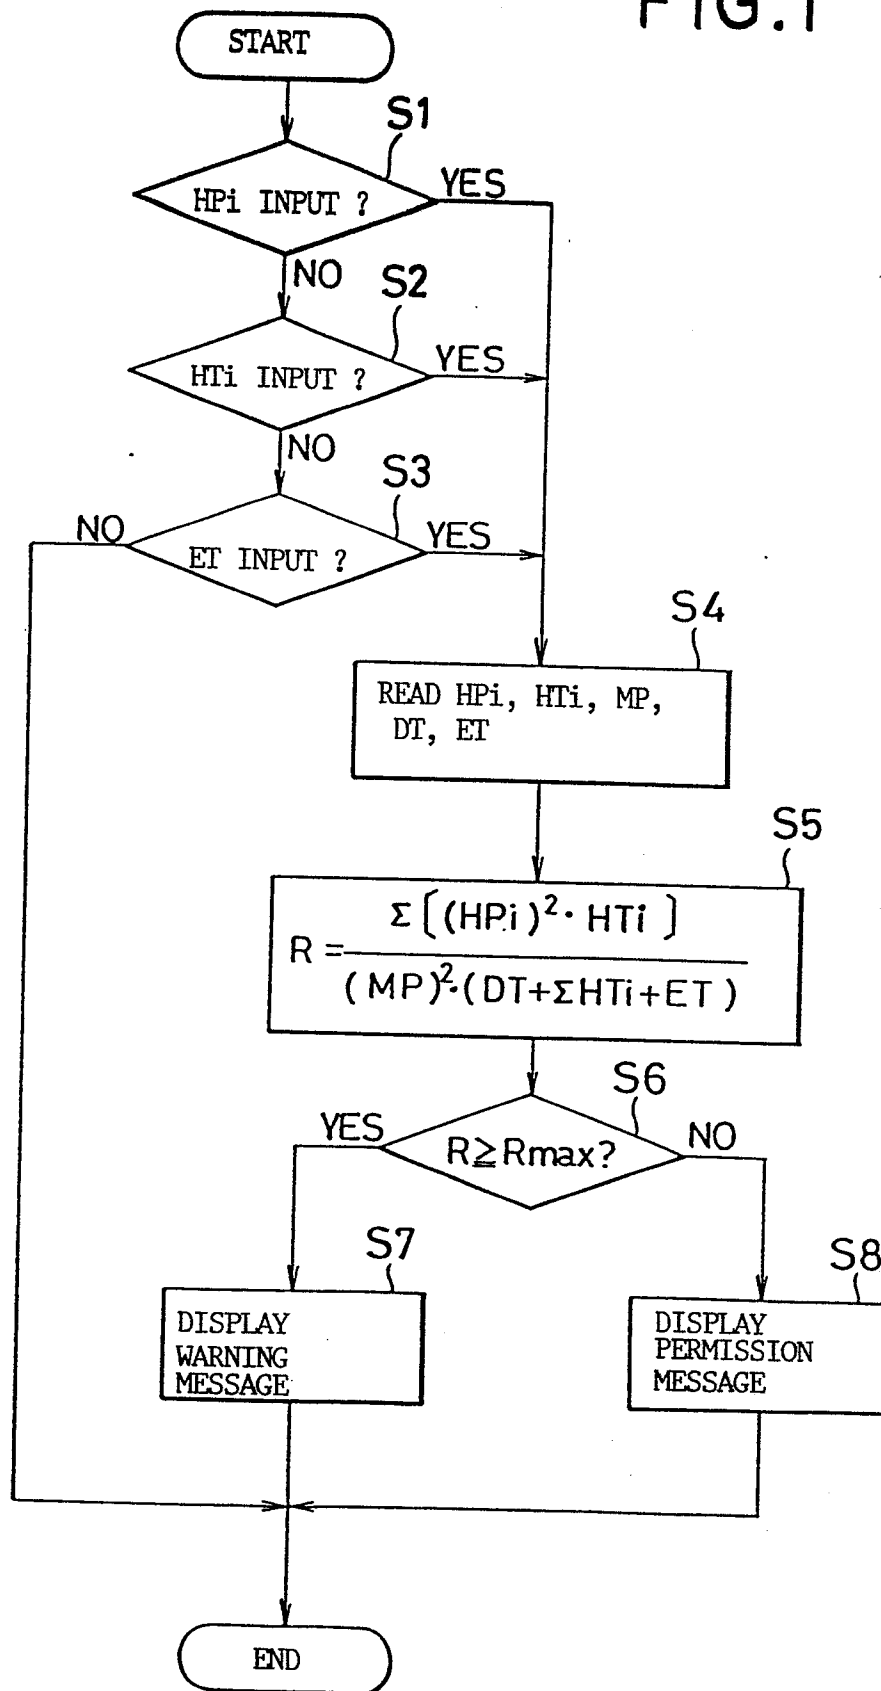 FIG.1
START
S1
HPi INPUT ?
YES
NO
S2
HTi INPUT ?
YES
NO
S3
NO
ET INPUT ?
YES
S4
READ HPi, HTi, MP,
DT, ET
S5
R = Σ[(HPi)²· HTi] / (MP)²·(DT+ΣHTi+ET)
S6
YES
R≧Rmax?
NO
S7
S8
DISPLAY
WARNING
MESSAGE
DISPLAY
PERMISSION
MESSAGE
END